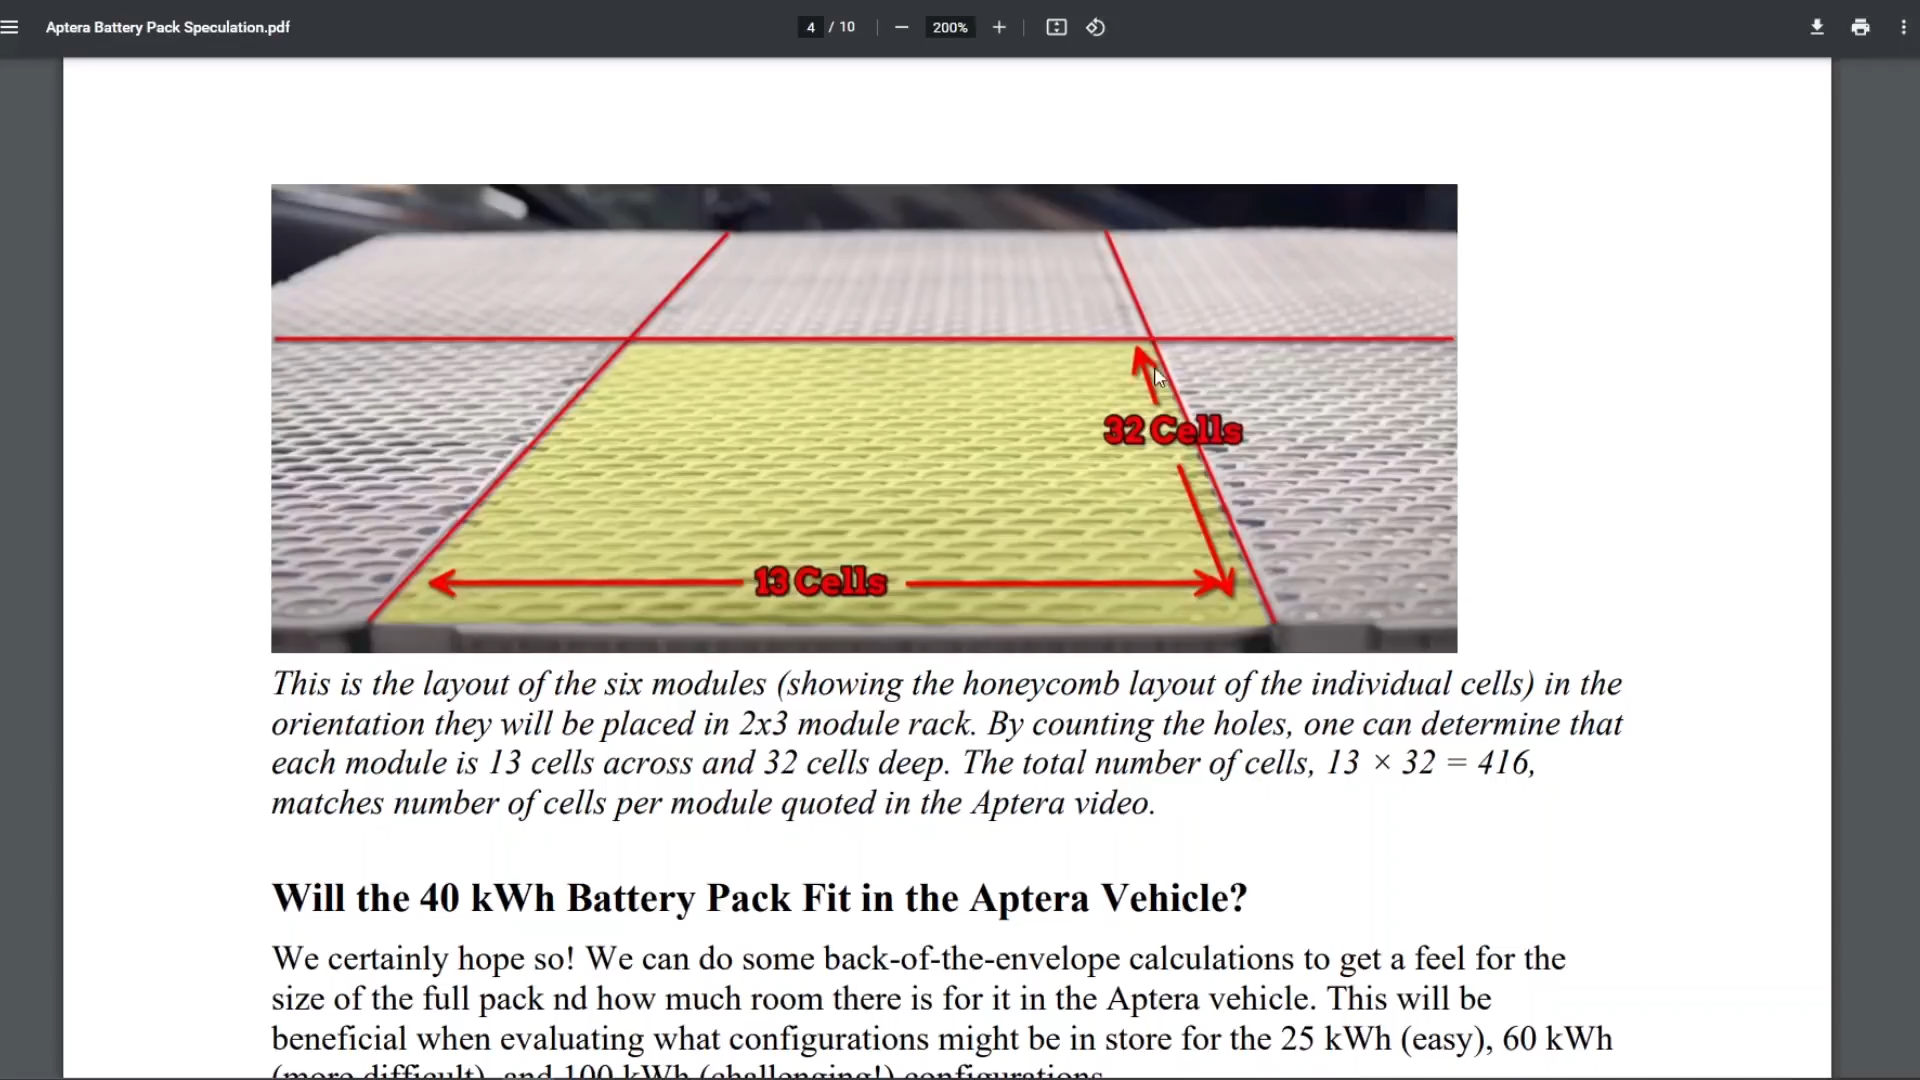 Aptera Battery Pack Speculation.pdf
4 / 10
200%
32 Cells
13 Cells
This is the layout of the six modules (showing the honeycomb layout of the individual cells) in the
orientation they will be placed in 2x3 module rack. By counting the holes, one can determine that
each module is 13 cells across and 32 cells deep. The total number of cells, 13 × 32 = 416,
matches number of cells per module quoted in the Aptera video.
Will the 40 kWh Battery Pack Fit in the Aptera Vehicle?
We certainly hope so! We can do some back-of-the-envelope calculations to get a feel for the
size of the full pack nd how much room there is for it in the Aptera vehicle. This will be
beneficial when evaluating what configurations might be in store for the 25 kWh (easy), 60 kWh
(more difficult), and 100 kWh (challenging!) configurations.